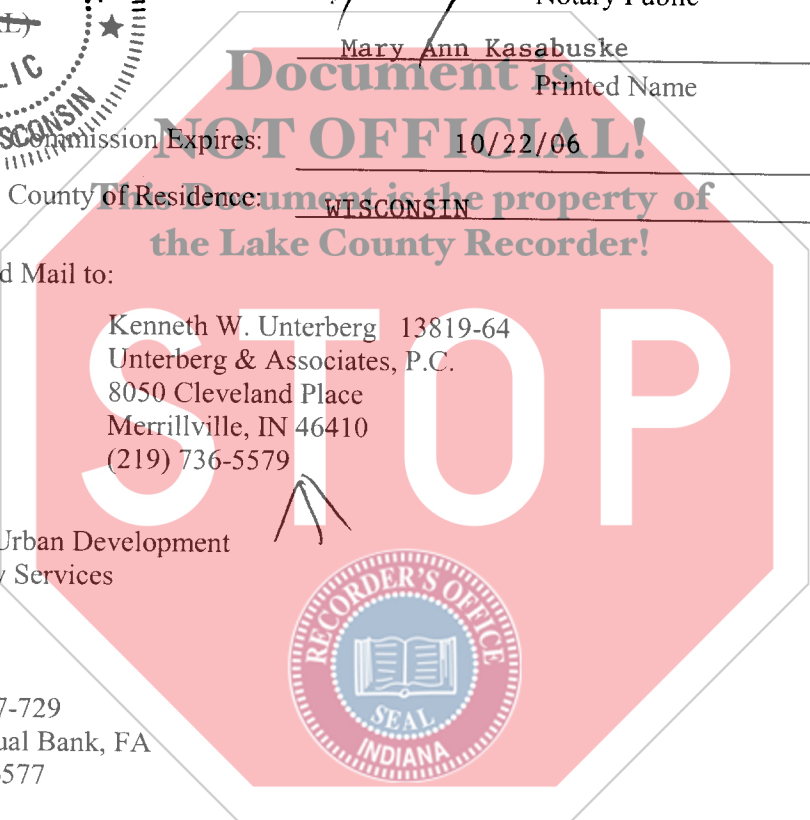 Notary Public
Mary Ann Kasabuske
Printed Name
Document is
NOT OFFICIAL!
This Document is the property of
the Lake County Recorder!
Commission Expires: 10/22/06
County of Residence: WISCONSIN
d Mail to:
Kenneth W. Unterberg 13819-64
Unterberg & Associates, P.C.
8050 Cleveland Place
Merrillville, IN 46410
(219) 736-5579
STOP
Urban Development
Services
7-729
ual Bank, FA
577
RECORDER'S OFFICE
SEAL
INDIANA
LIC
WISCONSIN